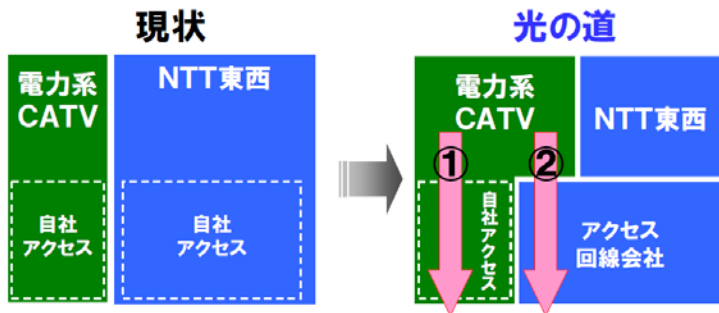 現状
光の道
電力系
CATV
NTT東西
自社
アクセス
自社
アクセス
電力系
CATV
NTT東西
①
②
自社アクセス
アクセス
回線会社